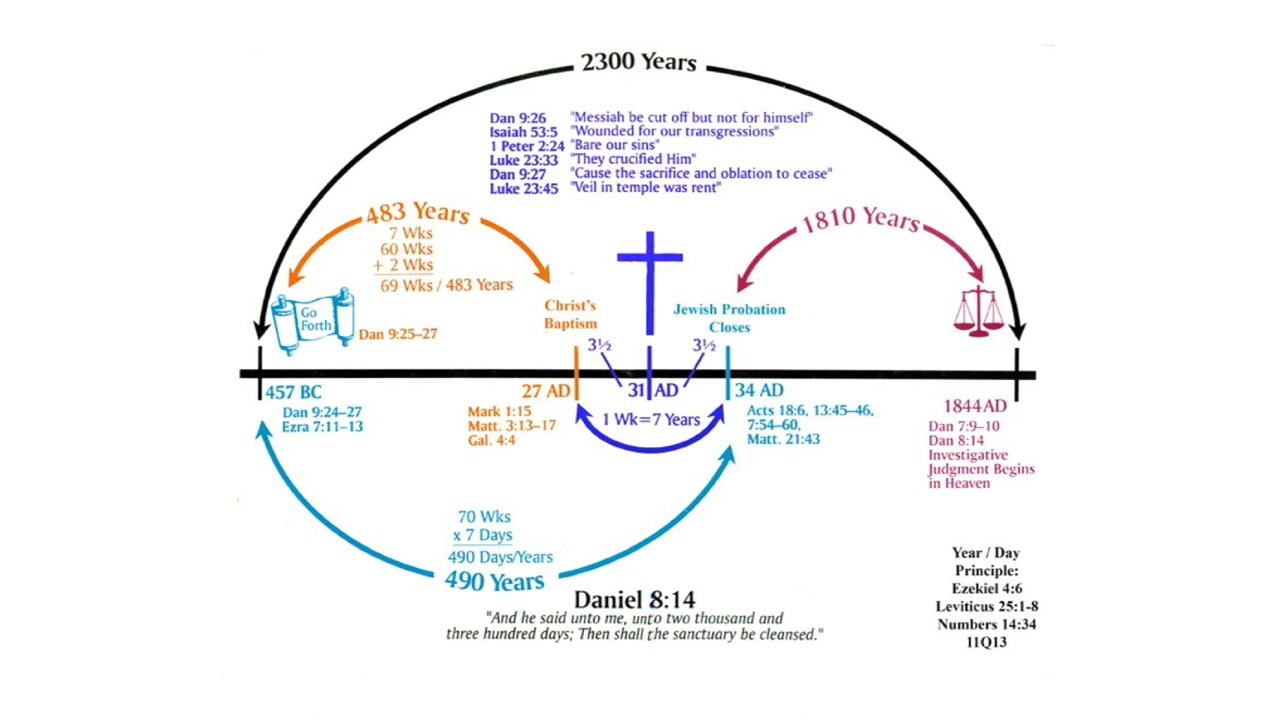 2300 Years
Dan 9:26 "Messiah be cut off but not for himself"
Isaiah 53:5 "Wounded for our transgressions"
1 Peter 2:24 "Bare our sins"
Luke 23:33 "They crucified Him"
Dan 9:27 "Cause the sacrifice and oblation to cease"
Luke 23:45 "Veil in temple was rent"
483 Years
7 Wks
60 Wks
+ 2 Wks
69 Wks / 483 Years
1810 Years
Go
Forth
Dan 9:25–27
Christ's
Baptism
Jewish Probation
Closes
3½
3½
457 BC
Dan 9:24–27
Ezra 7:11–13
27 AD
Mark 1:15
Matt. 3:13–17
Gal. 4:4
31 AD
1 Wk=7 Years
34 AD
Acts 18:6, 13:45–46,
7:54–60,
Matt. 21:43
1844 AD
Dan 7:9–10
Dan 8:14
Investigative
Judgment Begins
in Heaven
70 Wks
x 7 Days
490 Days/Years
490 Years
Daniel 8:14
"And he said unto me, unto two thousand and
three hundred days; Then shall the sanctuary be cleansed."
Year / Day
Principle:
Ezekiel 4:6
Leviticus 25:1-8
Numbers 14:34
11Q13